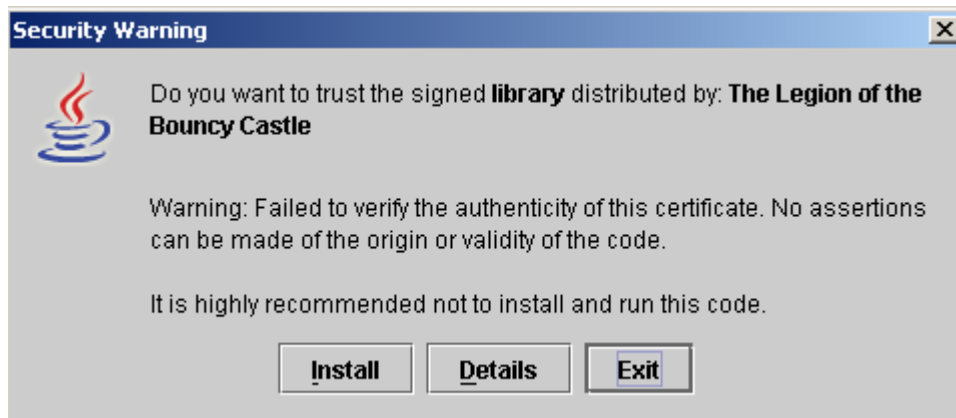 Security Warning
Do you want to trust the signed library distributed by: The Legion of the
Bouncy Castle
Warning: Failed to verify the authenticity of this certificate. No assertions
can be made of the origin or validity of the code.
It is highly recommended not to install and run this code.
Install Details Exit